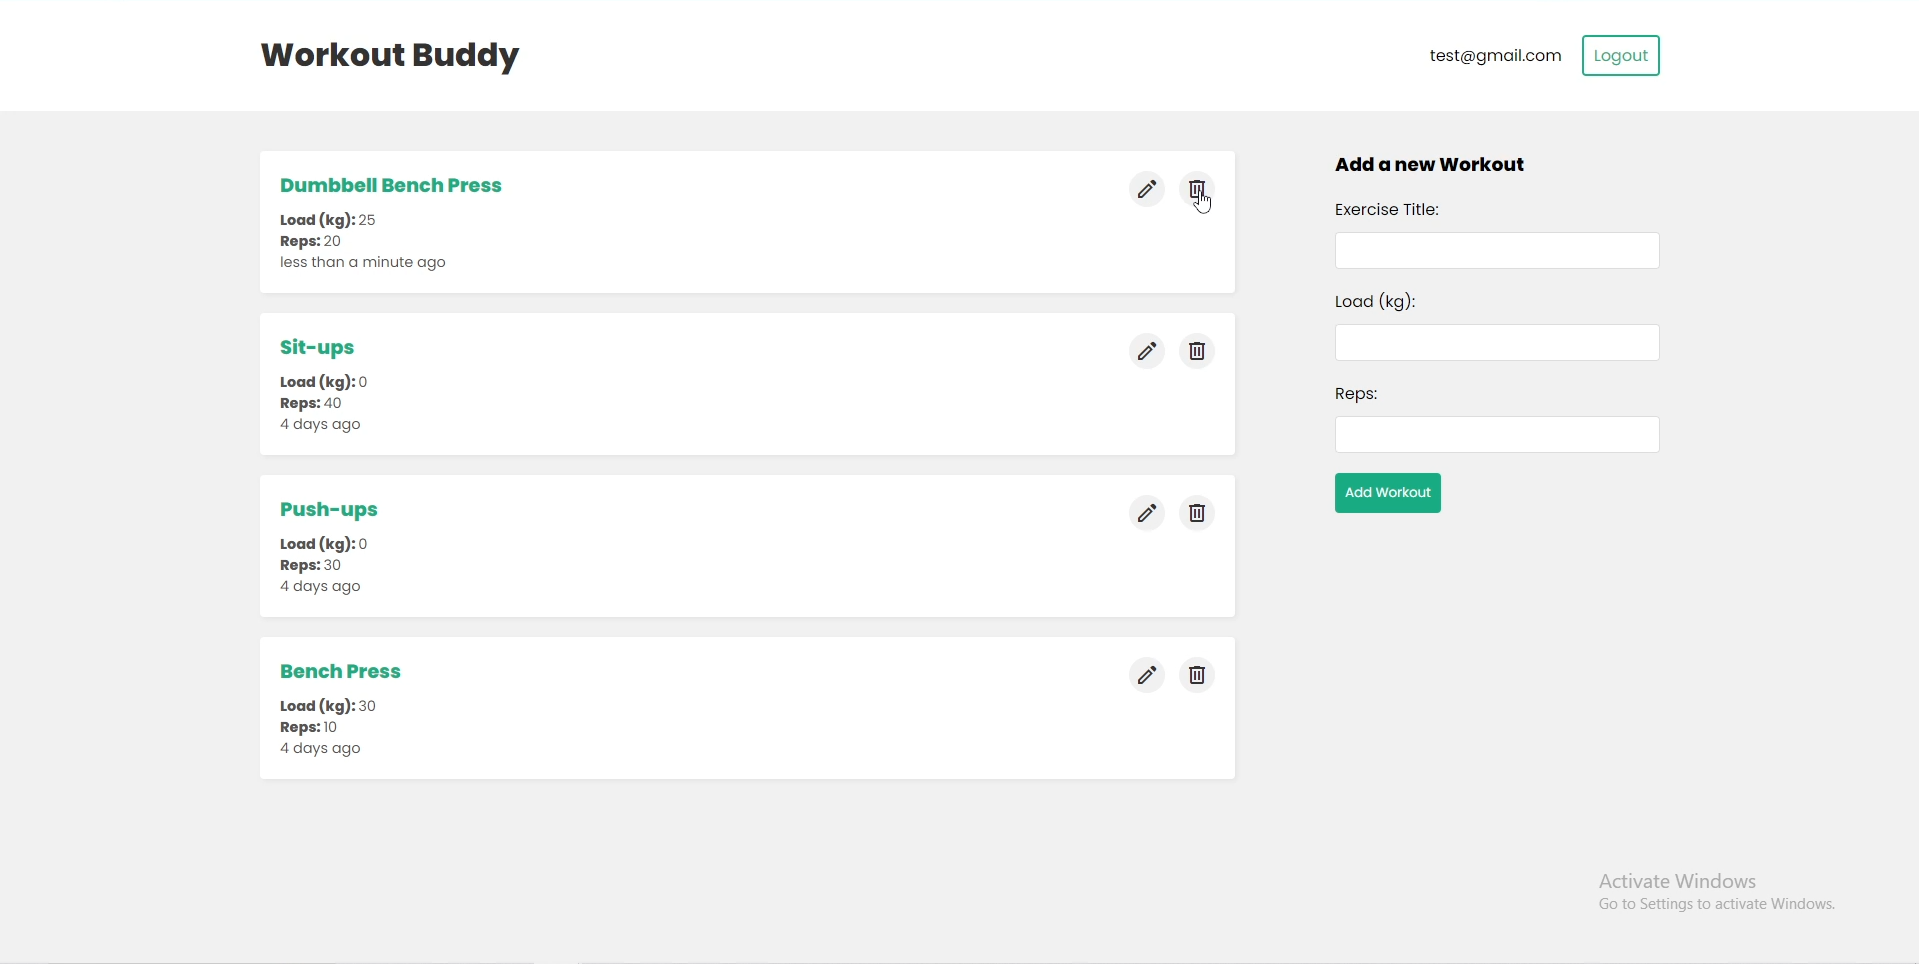 Workout Buddy
test@gmail.com Logout
Dumbbell Bench Press
Load (kg): 25
Reps: 20
less than a minute ago
Sit-ups
Load (kg): 0
Reps: 40
4 days ago
Push-ups
Load (kg): 0
Reps: 30
4 days ago
Bench Press
Load (kg): 30
Reps: 10
4 days ago
Add a new Workout
Exercise Title:
Load (kg):
Reps:
Add Workout
Activate Windows
Go to Settings to activate Windows.